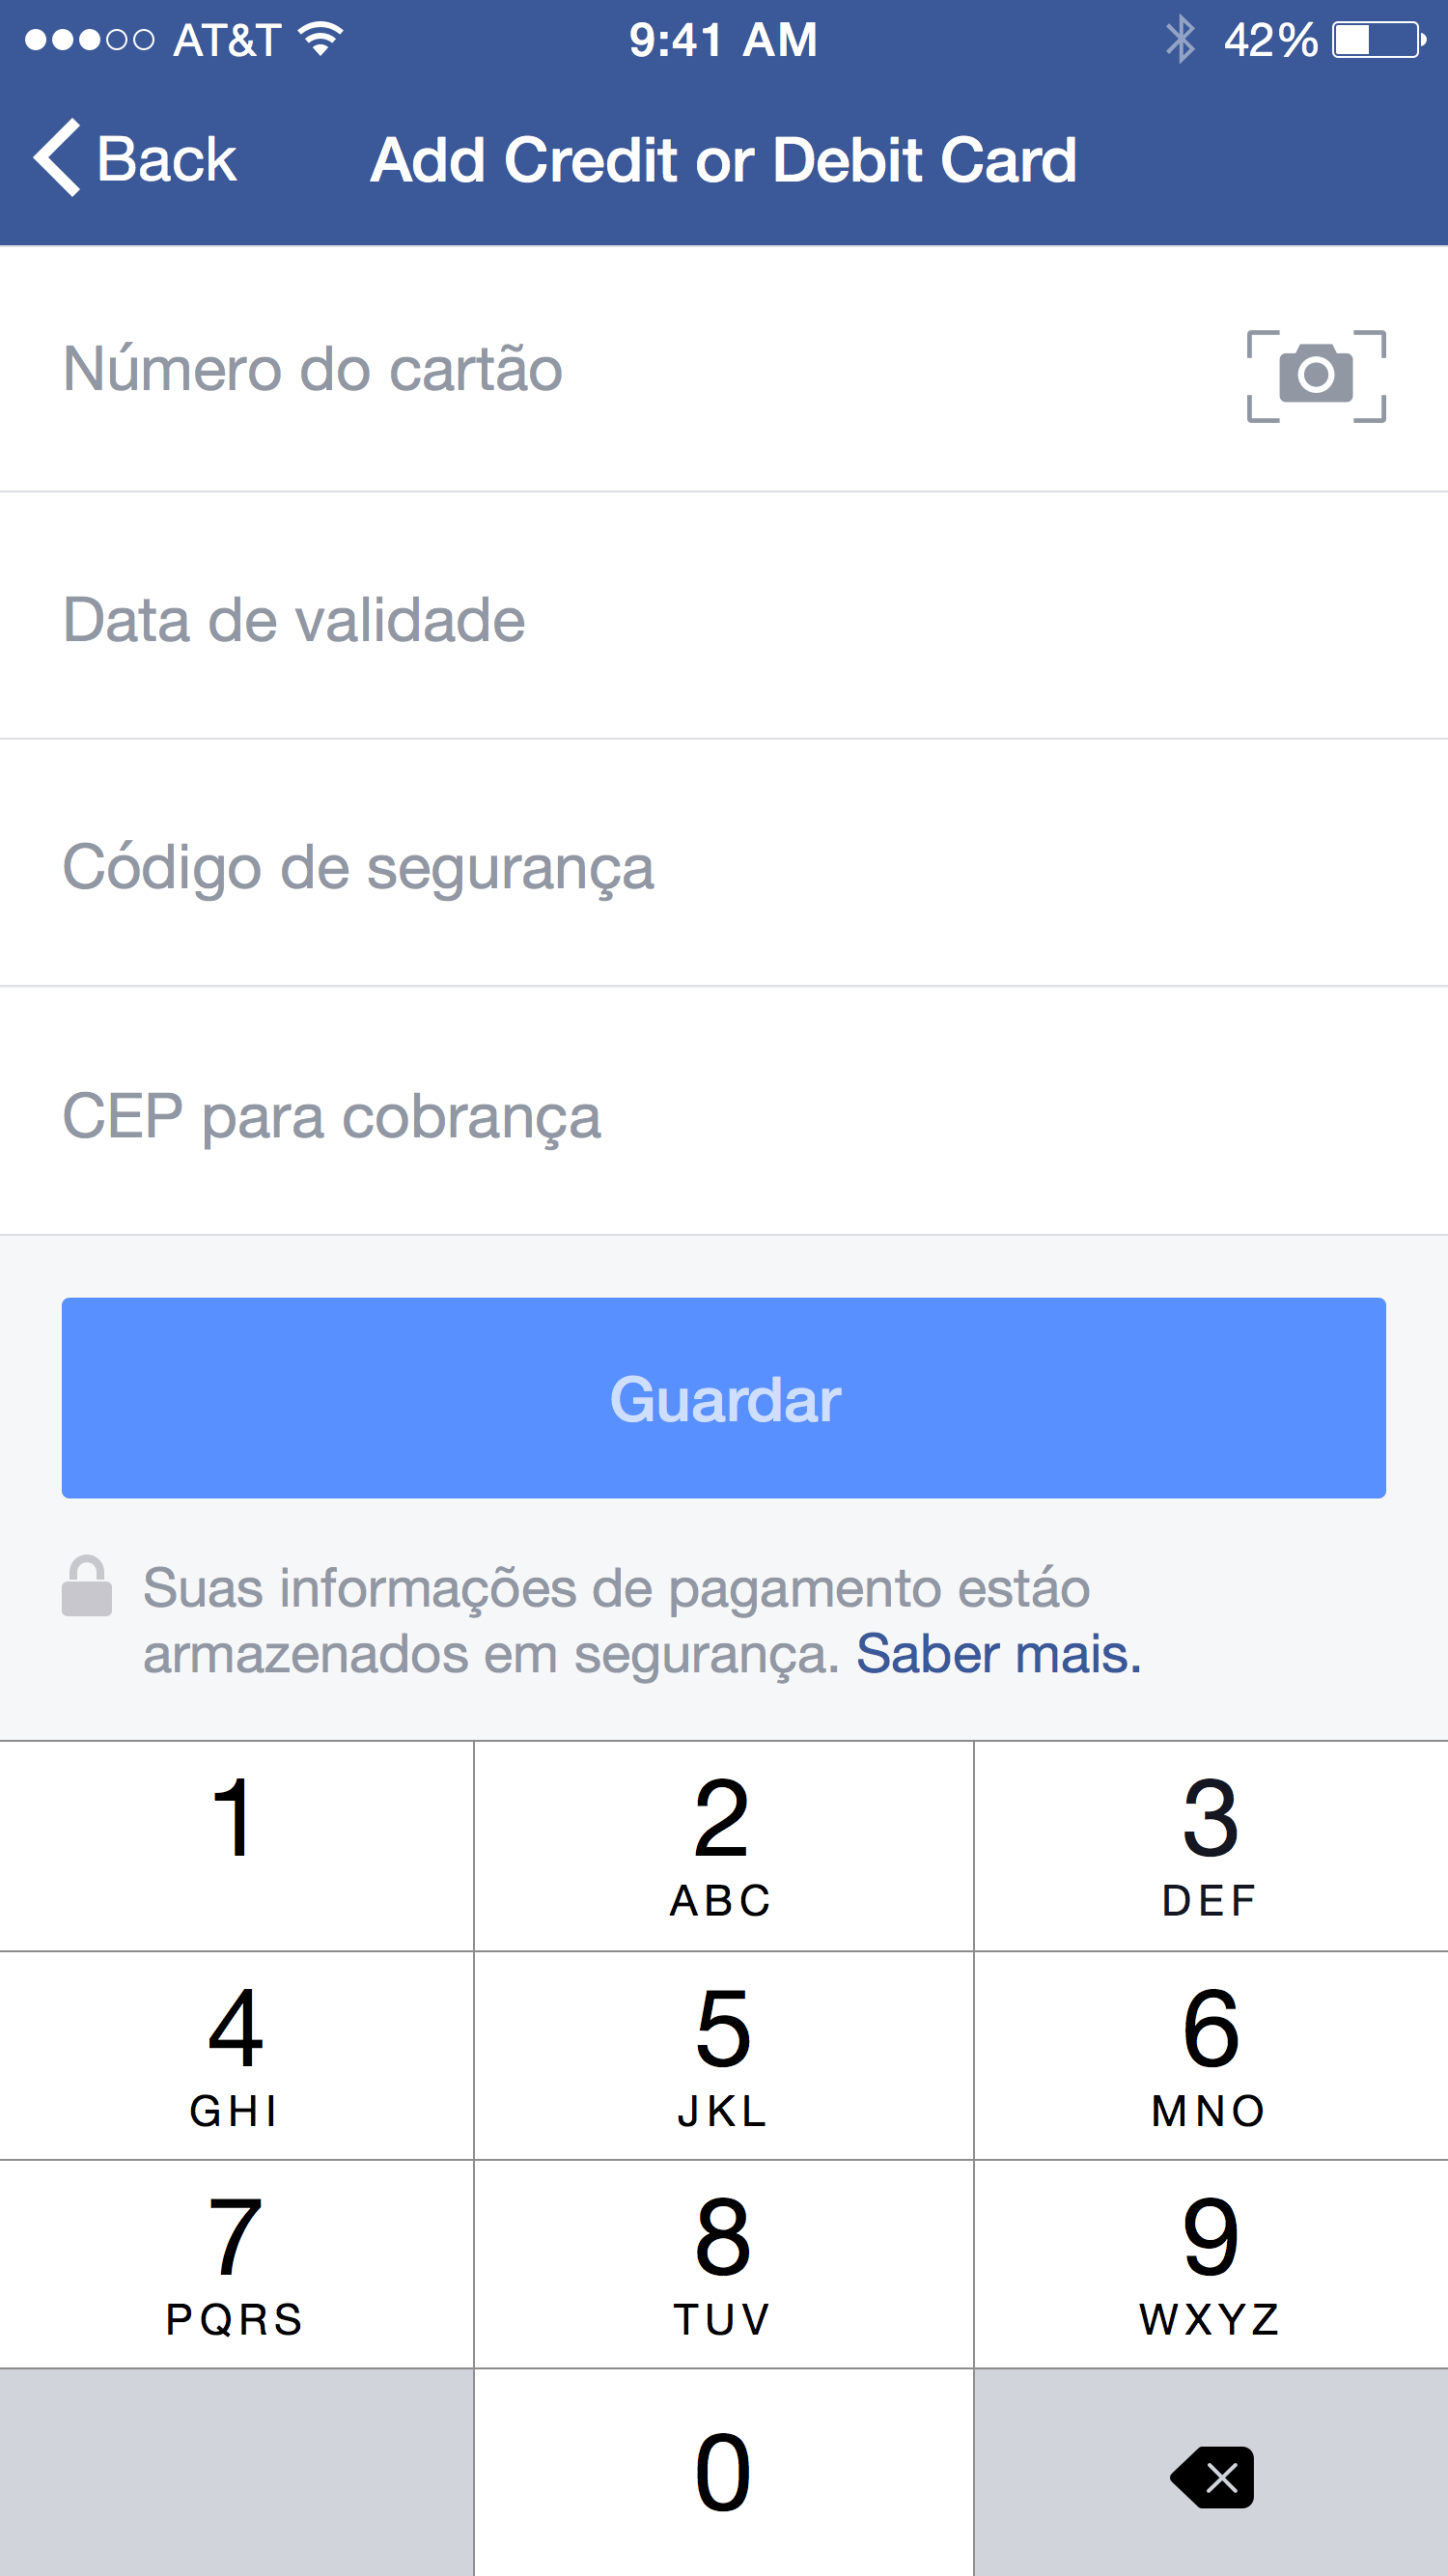 AT&T 9:41 AM 42%
Back Add Credit or Debit Card
Número do cartão
Data de validade
Código de segurança
CEP para cobrança
Guardar
Suas informações de pagamento estáo
armazenados em segurança. Saber mais.
1 2 3
ABC DEF
4 5 6
GHI JKL MNO
7 8 9
PQRS TUV WXYZ
0